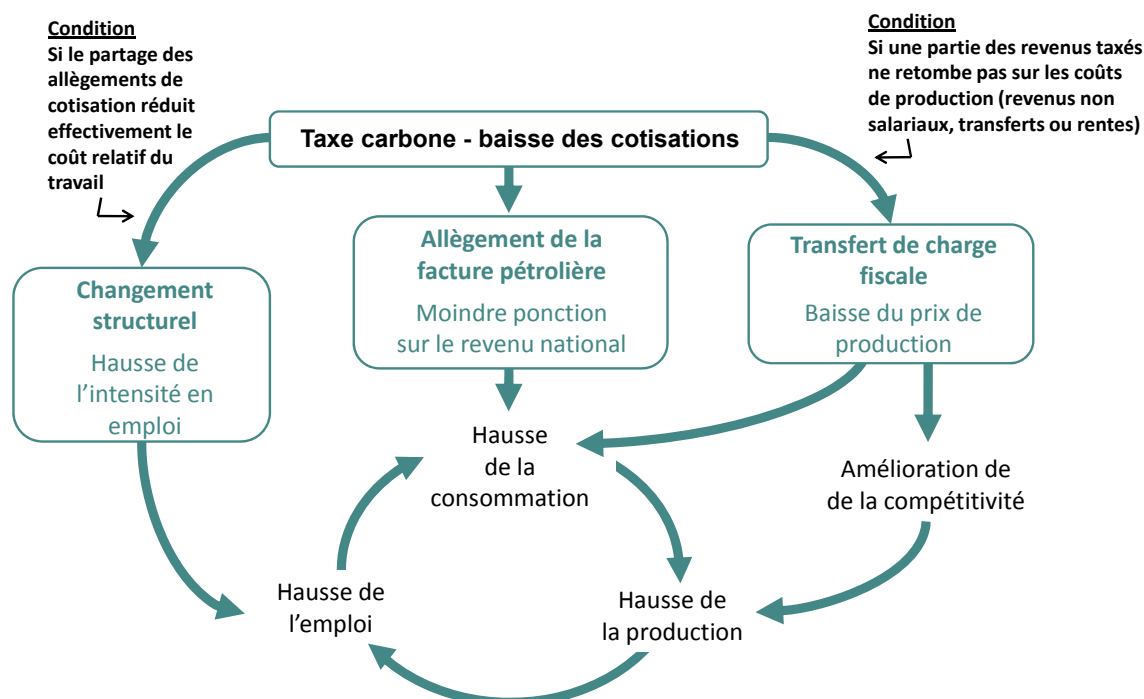 Condition
Si le partage des
allègements de
cotisation réduit
effectivement le
coût relatif du
travail
Condition
Si une partie des revenus taxés
ne retombe pas sur les coûts
de production (revenus non
salariaux, transferts ou rentes)
Taxe carbone - baisse des cotisations
Changement
structurel
Hausse de
l'intensité en
emploi
Allègement de la
facture pétrolière
Moindre ponction
sur le revenu national
Transfert de charge
fiscale
Baisse du prix de
production
Hausse
de la
consommation
Amélioration de
de la compétitivité
Hausse de
l'emploi
Hausse de
la production